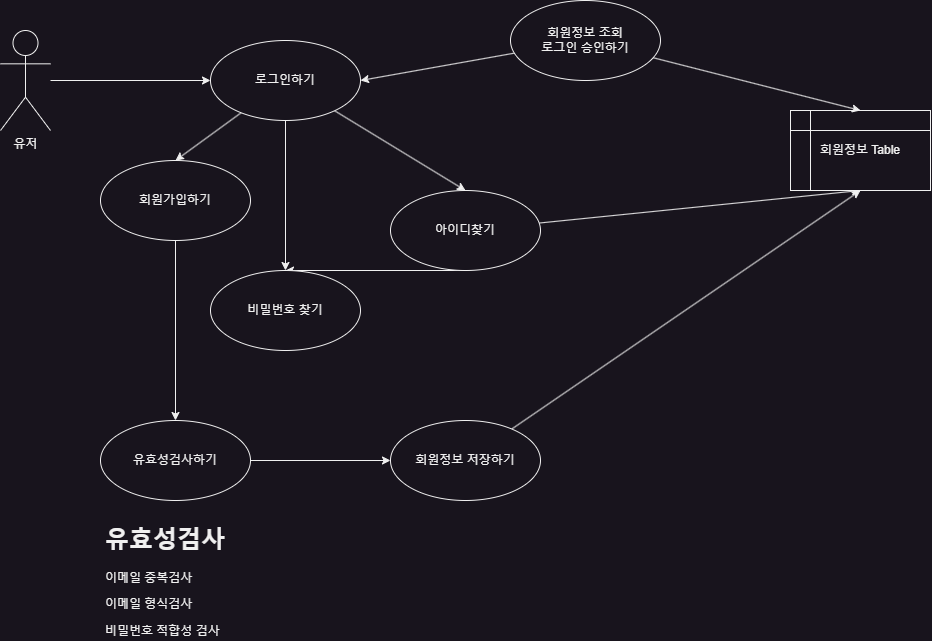 회원정보 조회
로그인 승인하기
로그인하기
유저
회원정보 Table
회원가입하기
아이디찾기
비밀번호 찾기
유효성검사하기
회원정보 저장하기
유효성검사
이메일 중복검사
이메일 형식검사
비밀번호 적합성 검사